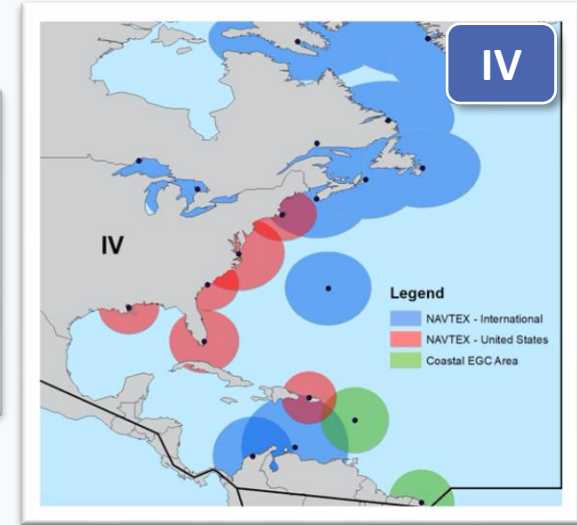 IV
IV
Legend
NAVTEX - International
NAVTEX - United States
Coastal EGC Area